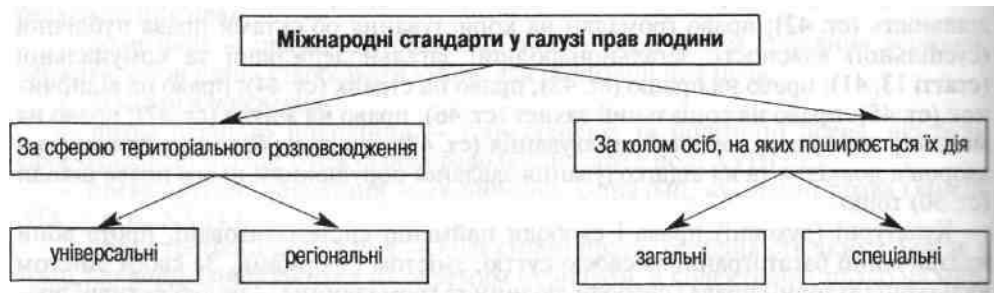 Міжнародні стандарти у галузі прав людини
За сферою територіального розповсюдження
За колом осіб, на яких поширюється їх дія
універсальні
регіональні
загальні
спеціальні